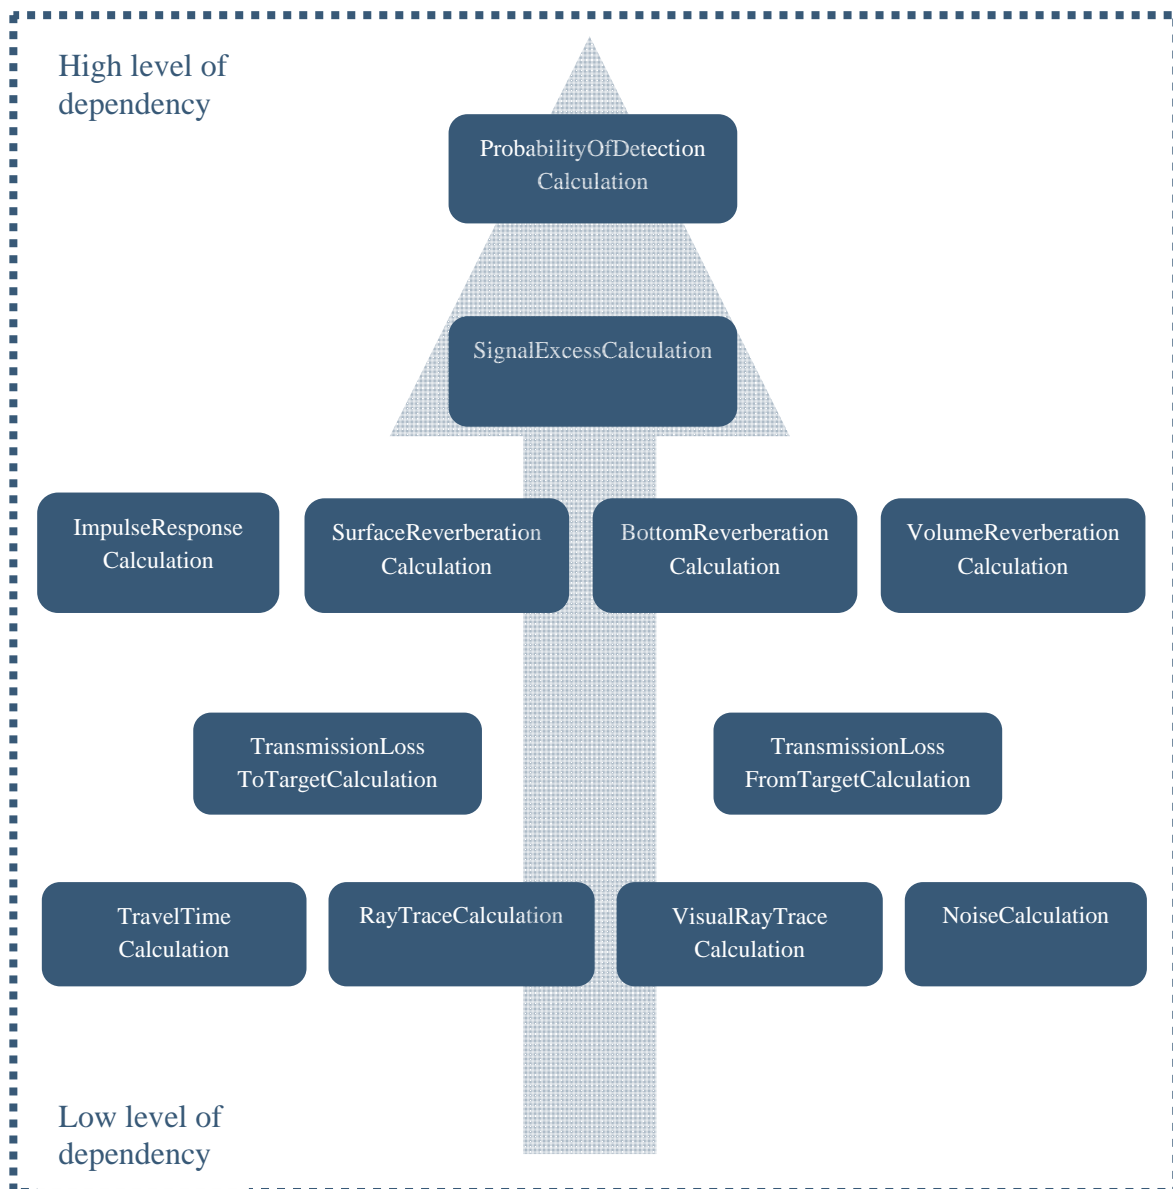 High level of
dependency
ProbabilityOfDetection
Calculation
SignalExcessCalculation
ImpulseResponse
Calculation
SurfaceReverberation
Calculation
BottomReverberation
Calculation
VolumeReverberation
Calculation
TransmissionLoss
ToTargetCalculation
TransmissionLoss
FromTargetCalculation
TravelTime
Calculation
RayTraceCalculation
VisualRayTrace
Calculation
NoiseCalculation
Low level of
dependency